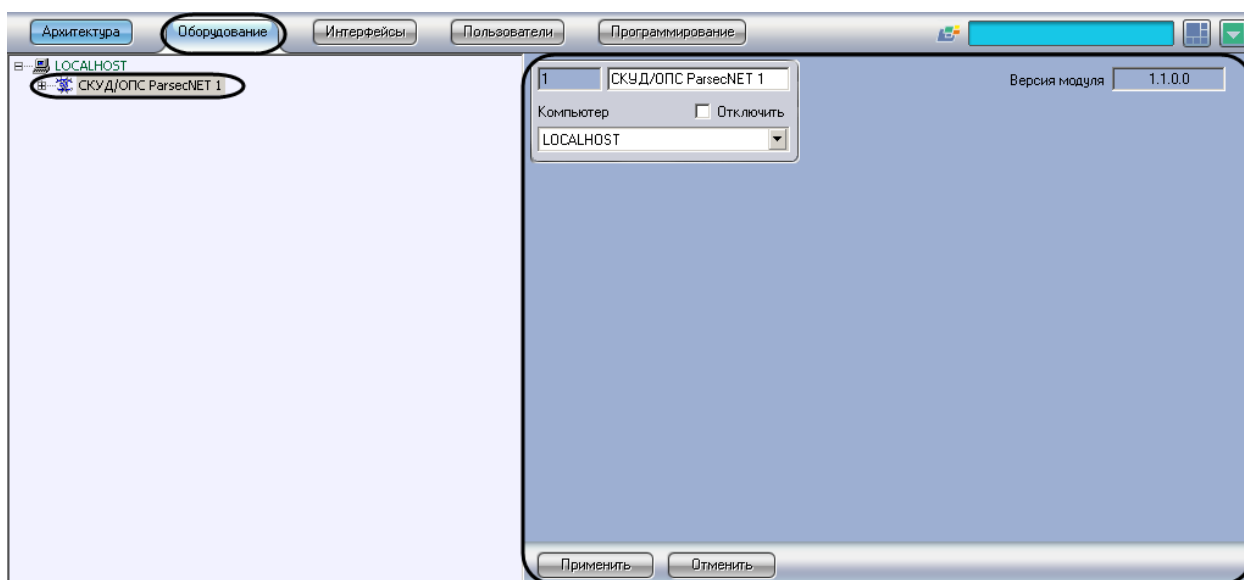 Архитектура Оборудование Интерфейсы Пользователи Программирование
LOCALHOST
СКУД/ОПС ParsecNET 1
1 СКУД/ОПС ParsecNET 1 Версия модуля 1.1.0.0
Компьютер Отключить
LOCALHOST
Применить Отменить